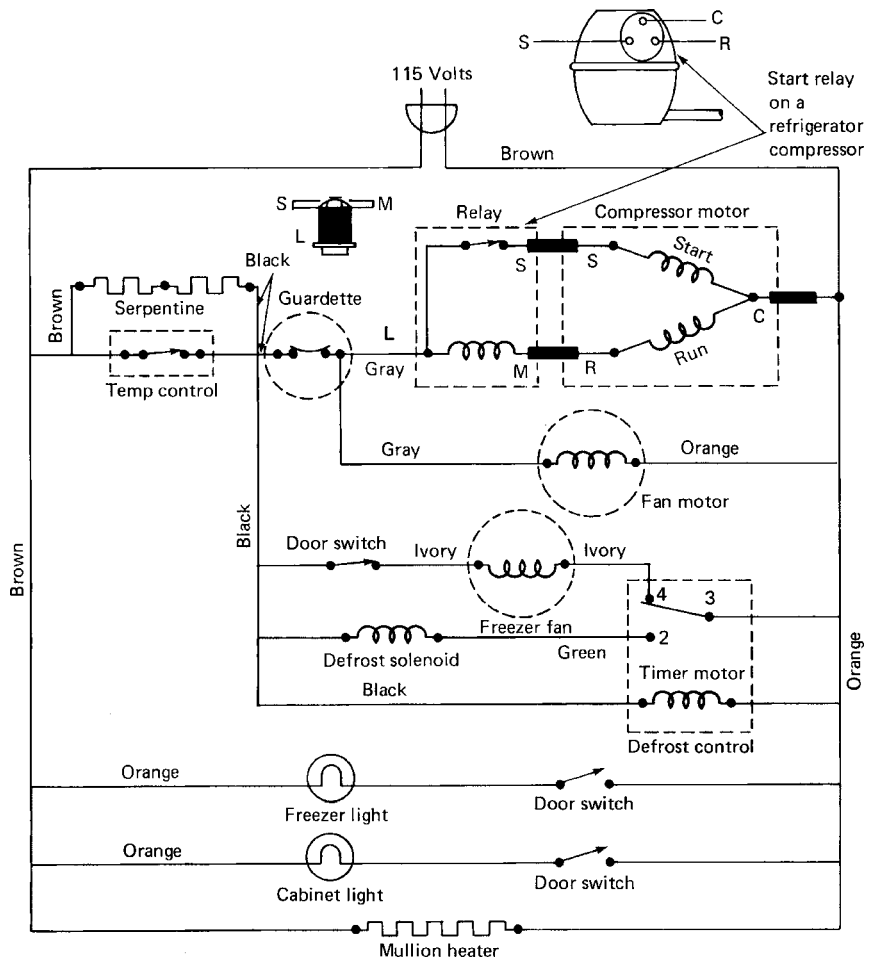 C
S
R
115 Volts
Start relay
on a
refrigerator
compressor
Brown
S
M
L
Relay
Compressor motor
Black
S
S
Start
Serpentine
Guardette
Brown
L
C
Temp control
Gray
M
R
Run
Gray
Orange
Fan motor
Black
Door switch
Ivory
Ivory
Brown
4
3
Freezer fan
2
Defrost solenoid
Green
Timer motor
Orange
Black
Defrost control
Orange
Freezer light
Door switch
Orange
Cabinet light
Door switch
Mullion heater